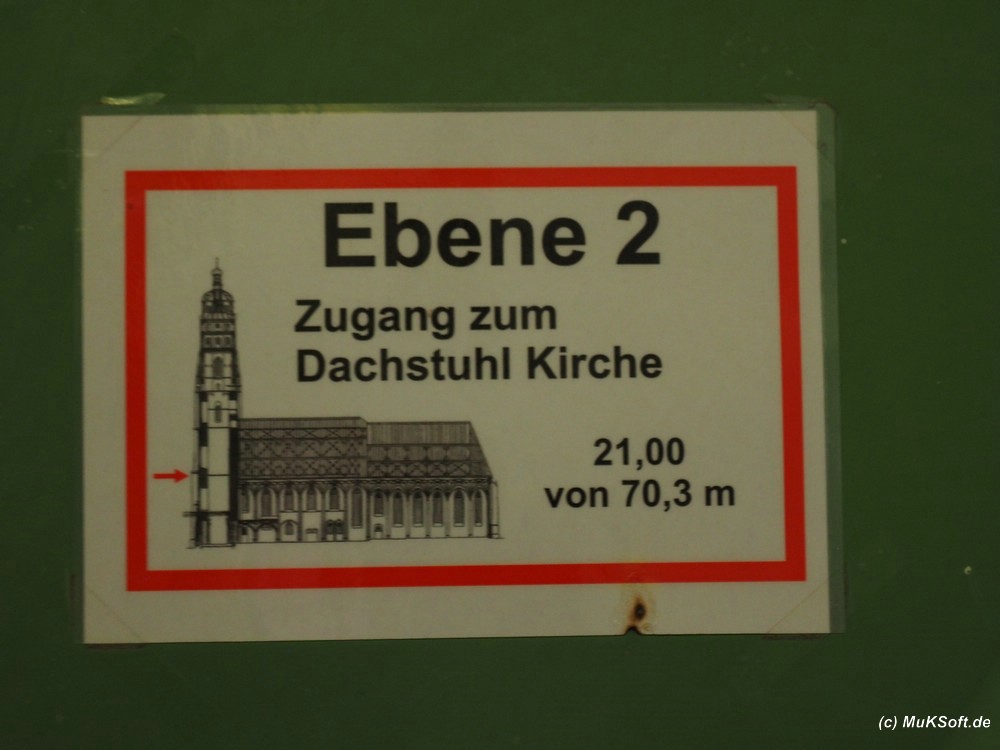 Ebene 2
Zugang zum
Dachstuhl Kirche
21,00
von 70,3 m
(c) MuKSoft.de